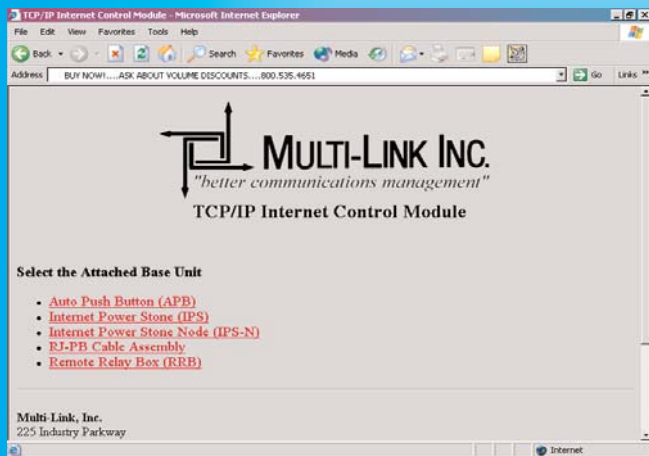 TCP/IP Internet Control Module - Microsoft Internet Explorer
File Edit View Favorites Tools Help
Back Search Favorites Media
Address BUY NOW!....ASK ABOUT VOLUME DISCOUNTS....800.535.4651 Go Links »
MULTI-LINK INC.
"better communications management"
TCP/IP Internet Control Module
Select the Attached Base Unit
• Auto Push Button (APB)
• Internet Power Stone (IPS)
• Internet Power Stone Node (IPS-N)
• RJ-PB Cable Assembly
• Remote Relay Box (RRB)
Multi-Link, Inc.
225 Industry Parkway
Internet